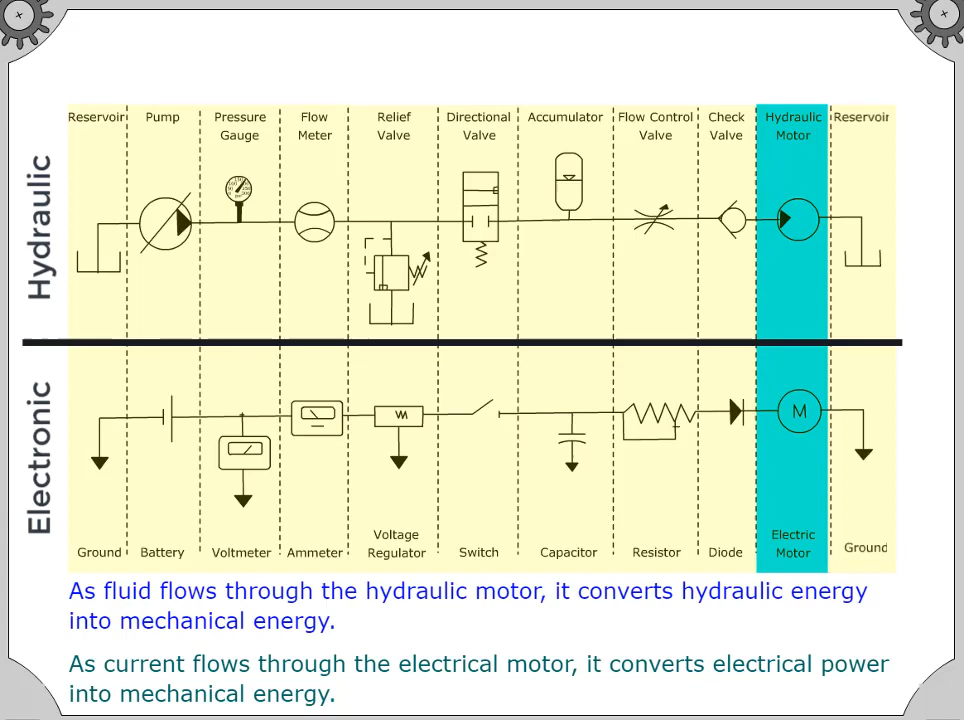 Hydraulic
Reservoir
Pump
Pressure
Gauge
Flow
Meter
Relief
Valve
Directional
Valve
Accumulator
Flow Control
Valve
Check
Valve
Hydraulic
Motor
Reservoir
Electronic
M
Ground
Battery
Voltmeter
Ammeter
Voltage
Regulator
Switch
Capacitor
Resistor
Diode
Electric
Motor
Ground
As fluid flows through the hydraulic motor, it converts hydraulic energy
into mechanical energy.
As current flows through the electrical motor, it converts electrical power
into mechanical energy.